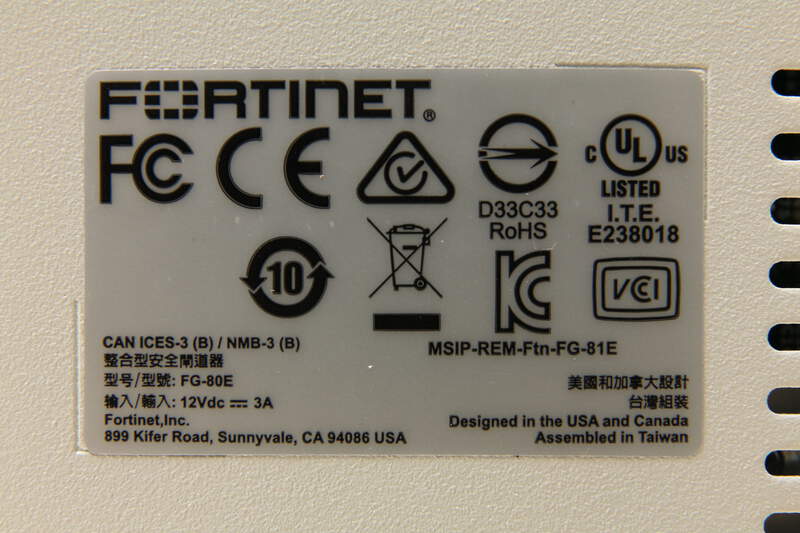 FORTINET®
FC CE
D33C33
RoHS
C UL US
LISTED
I.T.E.
E238018
10
KC
VCI
MSIP-REM-Ftn-FG-81E
CAN ICES-3 (B) / NMB-3 (B)
整合型安全閘道器
型号/型號: FG-80E
输入/輸入: 12Vdc ⎓ 3A
Fortinet,Inc.
899 Kifer Road, Sunnyvale, CA 94086 USA
美國和加拿大設計
台灣組裝
Designed in the USA and Canada
Assembled in Taiwan